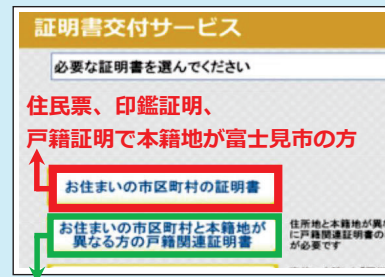 証明書交付サービス
必要な証明書を選んでください
住民票、印鑑証明、
戸籍証明で本籍地が富士見市の方
お住まいの市区町村の証明書
お住まいの市区町村と本籍地が
異なる方の戸籍関連証明書
住所地と本籍地が異な
に戸籍関連証明書の
が必要です